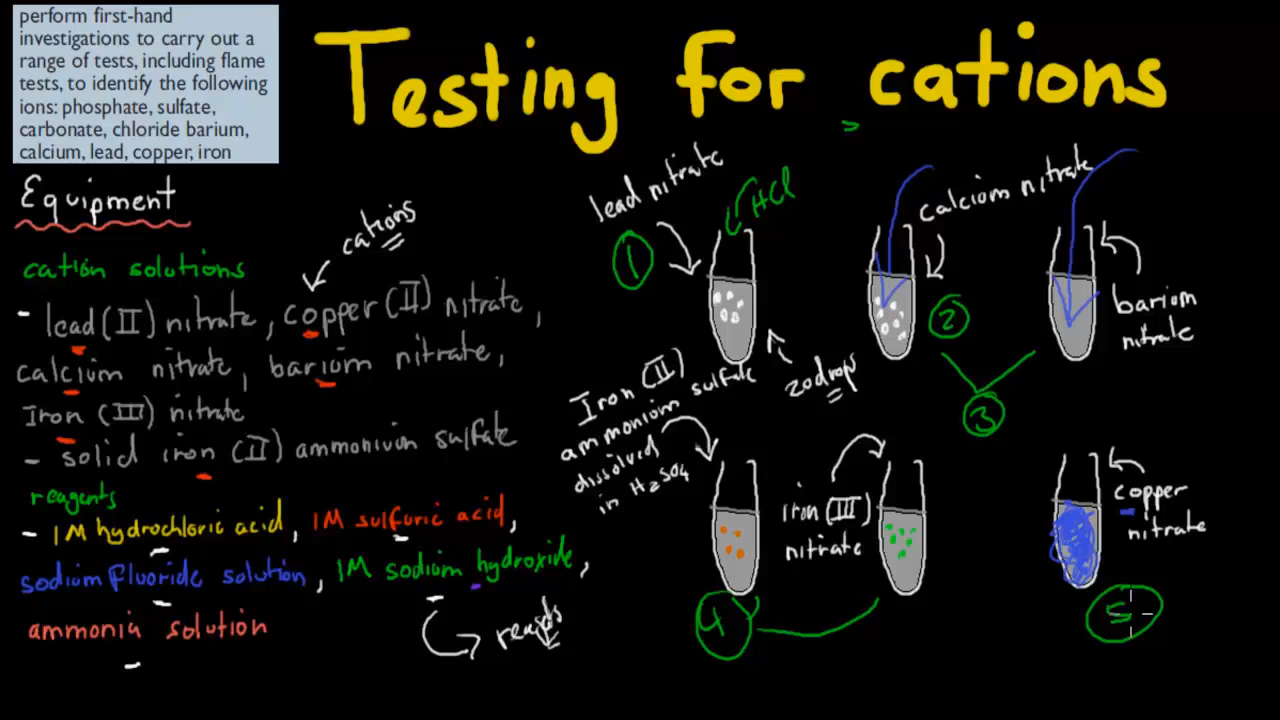 perform first-hand
investigations to carry out a
range of tests, including flame
tests, to identify the following
ions: phosphate, sulfate,
carbonate, chloride barium,
calcium, lead, copper, iron
Testing for cations
Equipment
cations
cation solutions
- lead (II) nitrate, copper (II) nitrate,
calcium nitrate, barium nitrate,
Iron (III) nitrate
- solid iron (II) ammonium sulfate
reagents
- 1M hydrochloric acid, 1M sulfuric acid,
sodium fluoride solution, 1M sodium hydroxide,
ammonia solution
lead nitrate
HCl
1
20 drops
calcium nitrate
2
barium
nitrate
3
Iron (II)
ammonium sulfate
dissolved
in H2SO4
iron (III)
nitrate
4
copper
nitrate
5